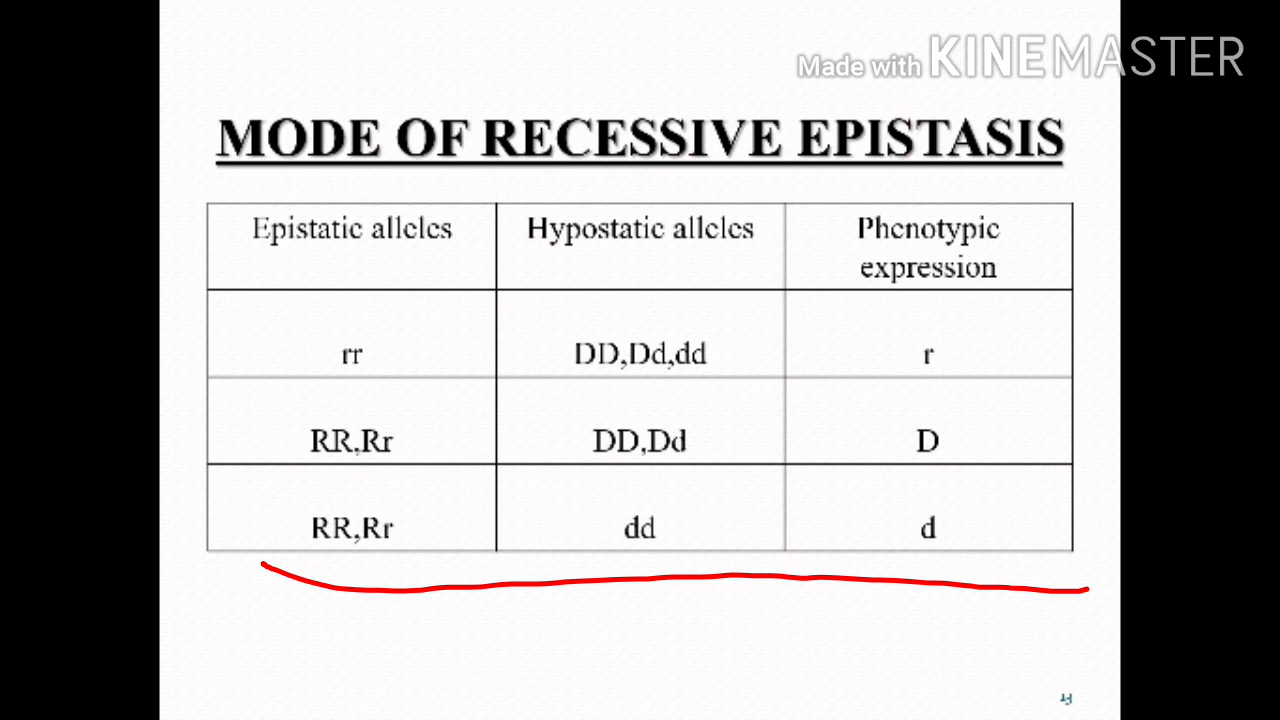 Made with KINEMASTER
MODE OF RECESSIVE EPISTASIS
Epistatic alleles
Hypostatic alleles
Phenotypic
expression
rr
DD,Dd,dd
r
RR,Rr
DD,Dd
D
RR,Rr
dd
d